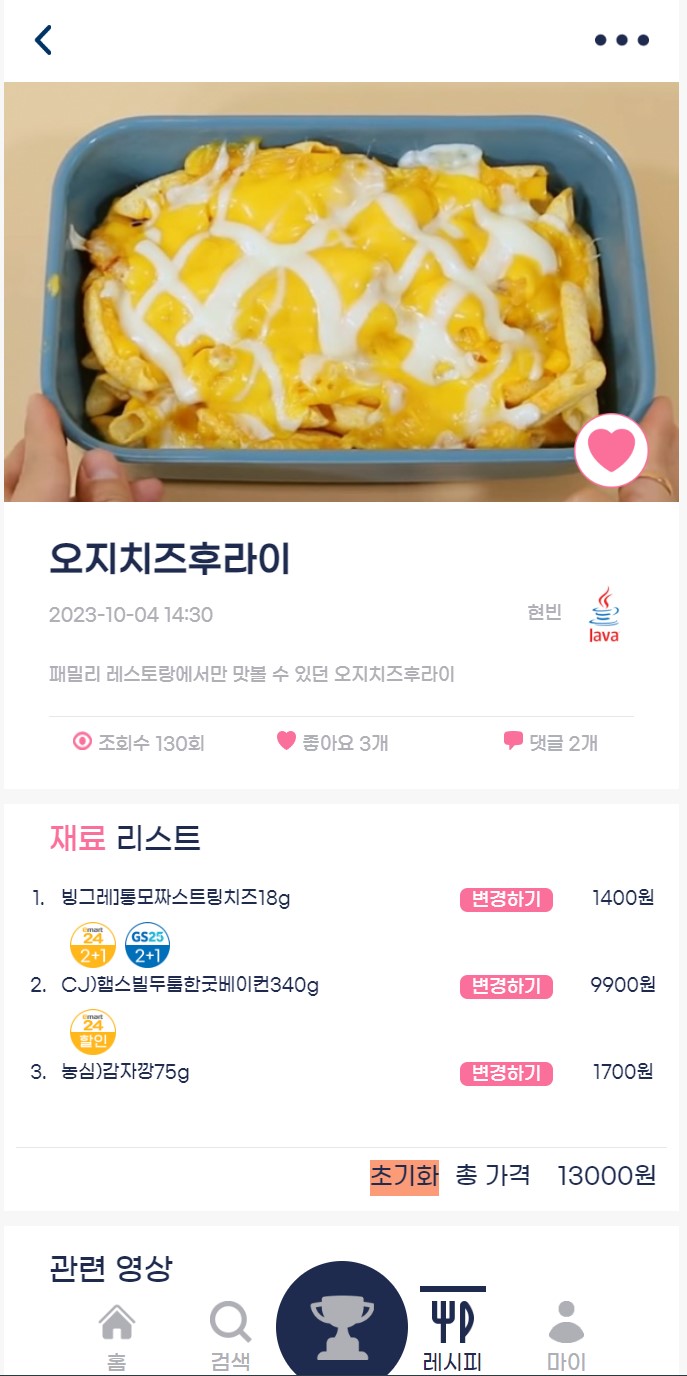 오지치즈후라이
2023-10-04 14:30
현빈
Java
패밀리 레스토랑에서만 맛볼 수 있던 오지치즈후라이
조회수 130회 좋아요 3개 댓글 2개
재료 리스트
1. 빙그레]통모짜스트링치즈18g 변경하기 1400원
emart 24 2+1 GS25 2+1
2. CJ)햄스빌두툼한굿베이컨340g 변경하기 9900원
emart 24 할인
3. 농심)감자깡75g 변경하기 1700원
초기화 총 가격 13000원
관련 영상
홈 검색 레시피 마이